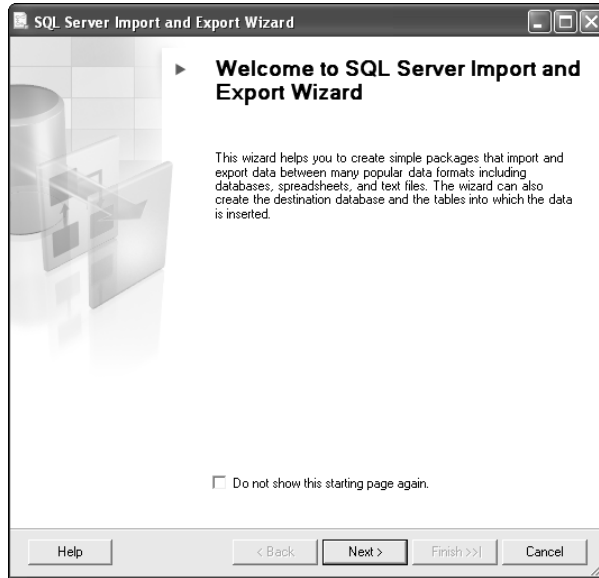 SQL Server Import and Export Wizard
Welcome to SQL Server Import and
Export Wizard
This wizard helps you to create simple packages that import and
export data between many popular data formats including
databases, spreadsheets, and text files. The wizard can also
create the destination database and the tables into which the data
is inserted.
Do not show this starting page again.
Help
< Back
Next >
Finish >>|
Cancel